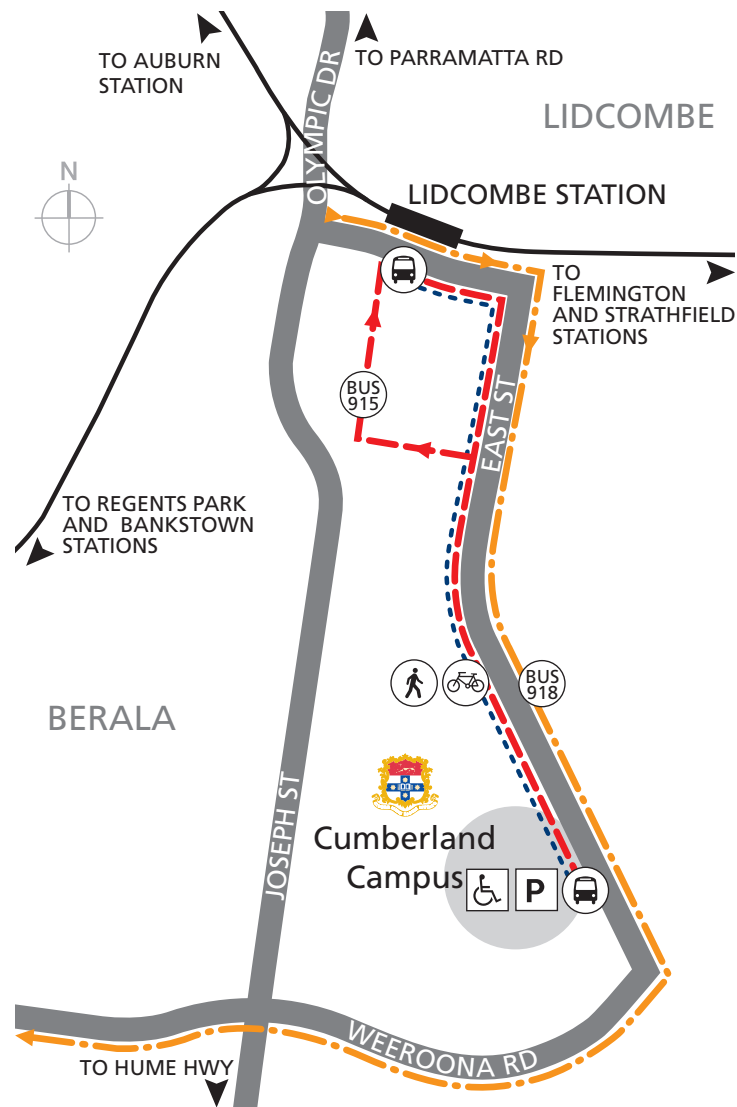 TO AUBURN
STATION
TO PARRAMATTA RD
OLYMPIC DR
LIDCOMBE
N
LIDCOMBE STATION
TO
FLEMINGTON
AND STRATHFIELD
STATIONS
BUS
915
EAST ST
TO REGENTS PARK
AND BANKSTOWN
STATIONS
BUS
918
BERALA
JOSEPH ST
Cumberland
Campus
P
WEEROONA RD
TO HUME HWY